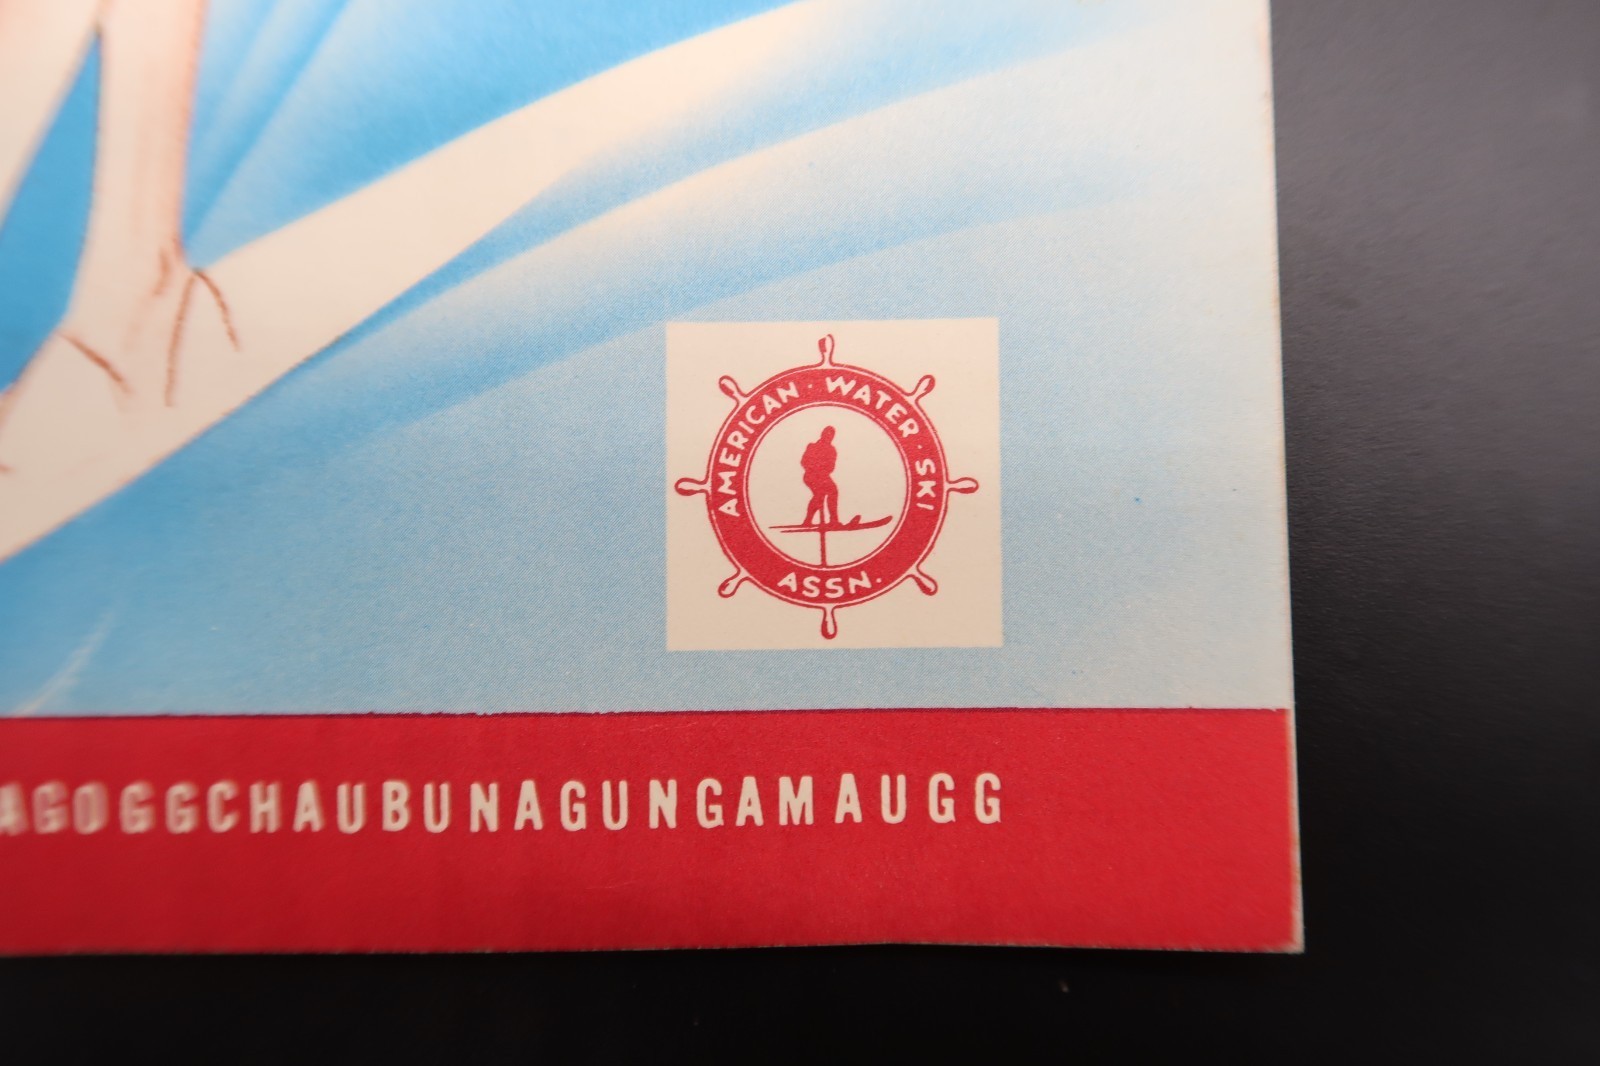 AMERICAN · WATER · SKI
ASSN.
AGOGGCHAUBUNAGUNGAMAUGG